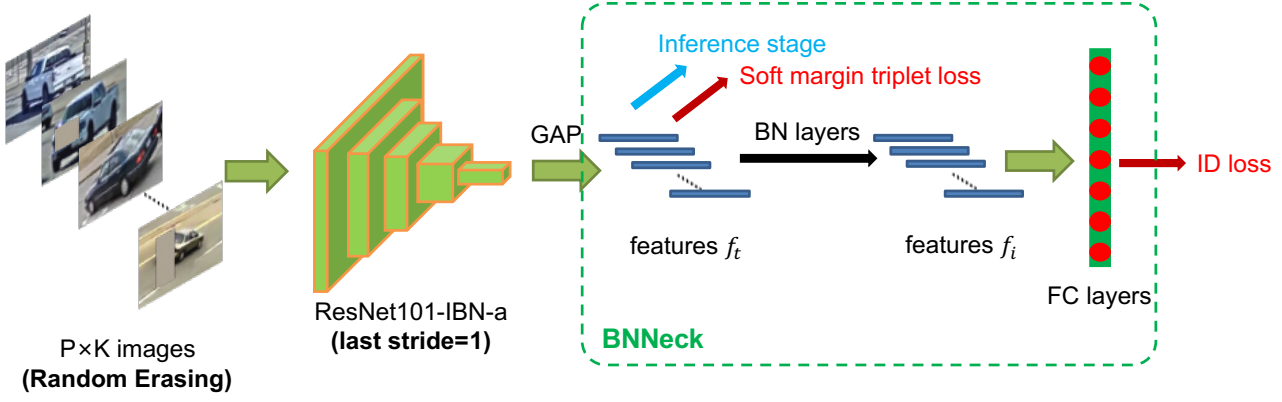 Inference stage
Soft margin triplet loss
GAP
BN layers
ID loss
features f_t
features f_i
FC layers
ResNet101-IBN-a
(last stride=1)
BNNeck
P×K images
(Random Erasing)